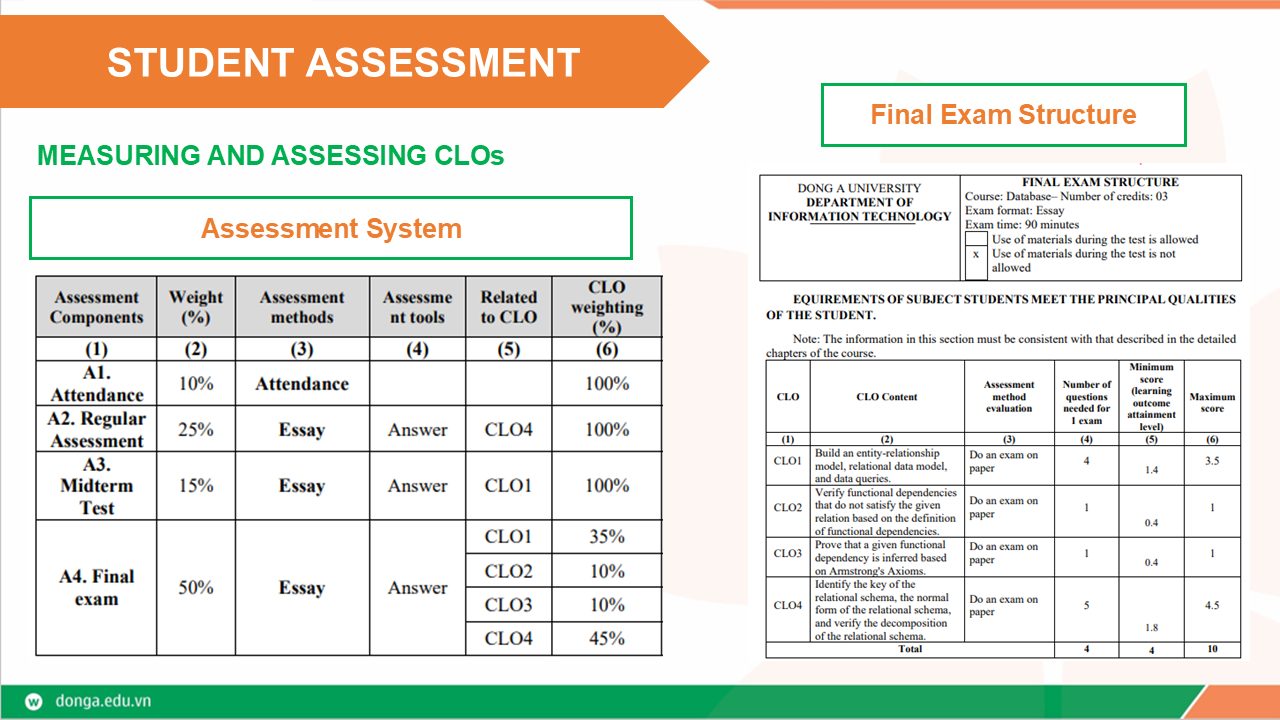 STUDENT ASSESSMENT
MEASURING AND ASSESSING CLOs
Assessment System
Assessment Components | Weight (%) | Assessment methods | Assessme nt tools | Related to CLO | CLO weighting (%)
(1) | (2) | (3) | (4) | (5) | (6)
A1. Attendance | 10% | Attendance | | | 100%
A2. Regular Assessment | 25% | Essay | Answer | CLO4 | 100%
A3. Midterm Test | 15% | Essay | Answer | CLO1 | 100%
A4. Final exam | 50% | Essay | Answer | CLO1 | 35%
CLO2 | 10%
CLO3 | 10%
CLO4 | 45%
Final Exam Structure
DONG A UNIVERSITY
DEPARTMENT OF
INFORMATION TECHNOLOGY
FINAL EXAM STRUCTURE
Course: Database– Number of credits: 03
Exam format: Essay
Exam time: 90 minutes
Use of materials during the test is allowed
x Use of materials during the test is not
allowed
EQUIREMENTS OF SUBJECT STUDENTS MEET THE PRINCIPAL QUALITIES
OF THE STUDENT.
Note: The information in this section must be consistent with that described in the detailed
chapters of the course.
CLO | CLO Content | Assessment method evaluation | Number of questions needed for 1 exam | Minimum score (learning outcome attainment level) | Maximum score
(1) | (2) | (3) | (4) | (5) | (6)
CLO1 | Build an entity-relationship model, relational data model, and data queries. | Do an exam on paper | 4 | 1.4 | 3.5
CLO2 | Verify functional dependencies that do not satisfy the given relation based on the definition of functional dependencies. | Do an exam on paper | 1 | 0.4 | 1
CLO3 | Prove that a given functional dependency is inferred based on Armstrong's Axioms. | Do an exam on paper | 1 | 0.4 | 1
CLO4 | Identify the key of the relational schema, the normal form of the relational schema, and verify the decomposition of the relational schema. | Do an exam on paper | 5 | 1.8 | 4.5
Total | 4 | 4 | 10
w donga.edu.vn